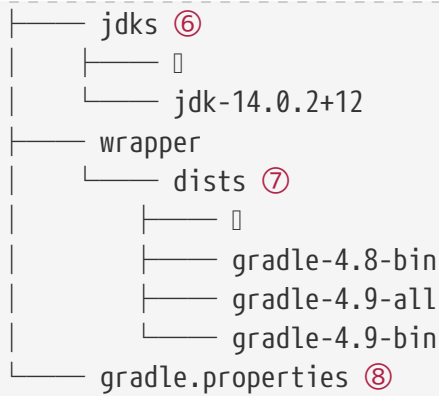 ├── jdks ⑥
│   ├── ▯
│   └── jdk-14.0.2+12
├── wrapper
│   └── dists ⑦
│       ├── ▯
│       ├── gradle-4.8-bin
│       ├── gradle-4.9-all
│       └── gradle-4.9-bin
└── gradle.properties ⑧